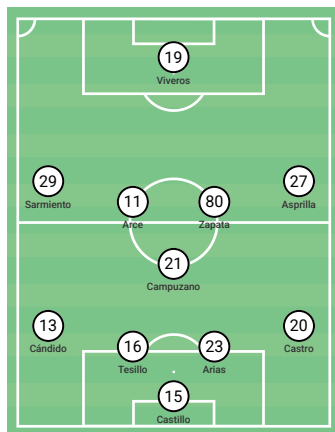 19
Viveros
29
Sarmiento
27
Asprilla
11
Arce
80
Zapata
21
Campuzano
13
Cándido
20
Castro
16
Tesillo
23
Arias
15
Castillo